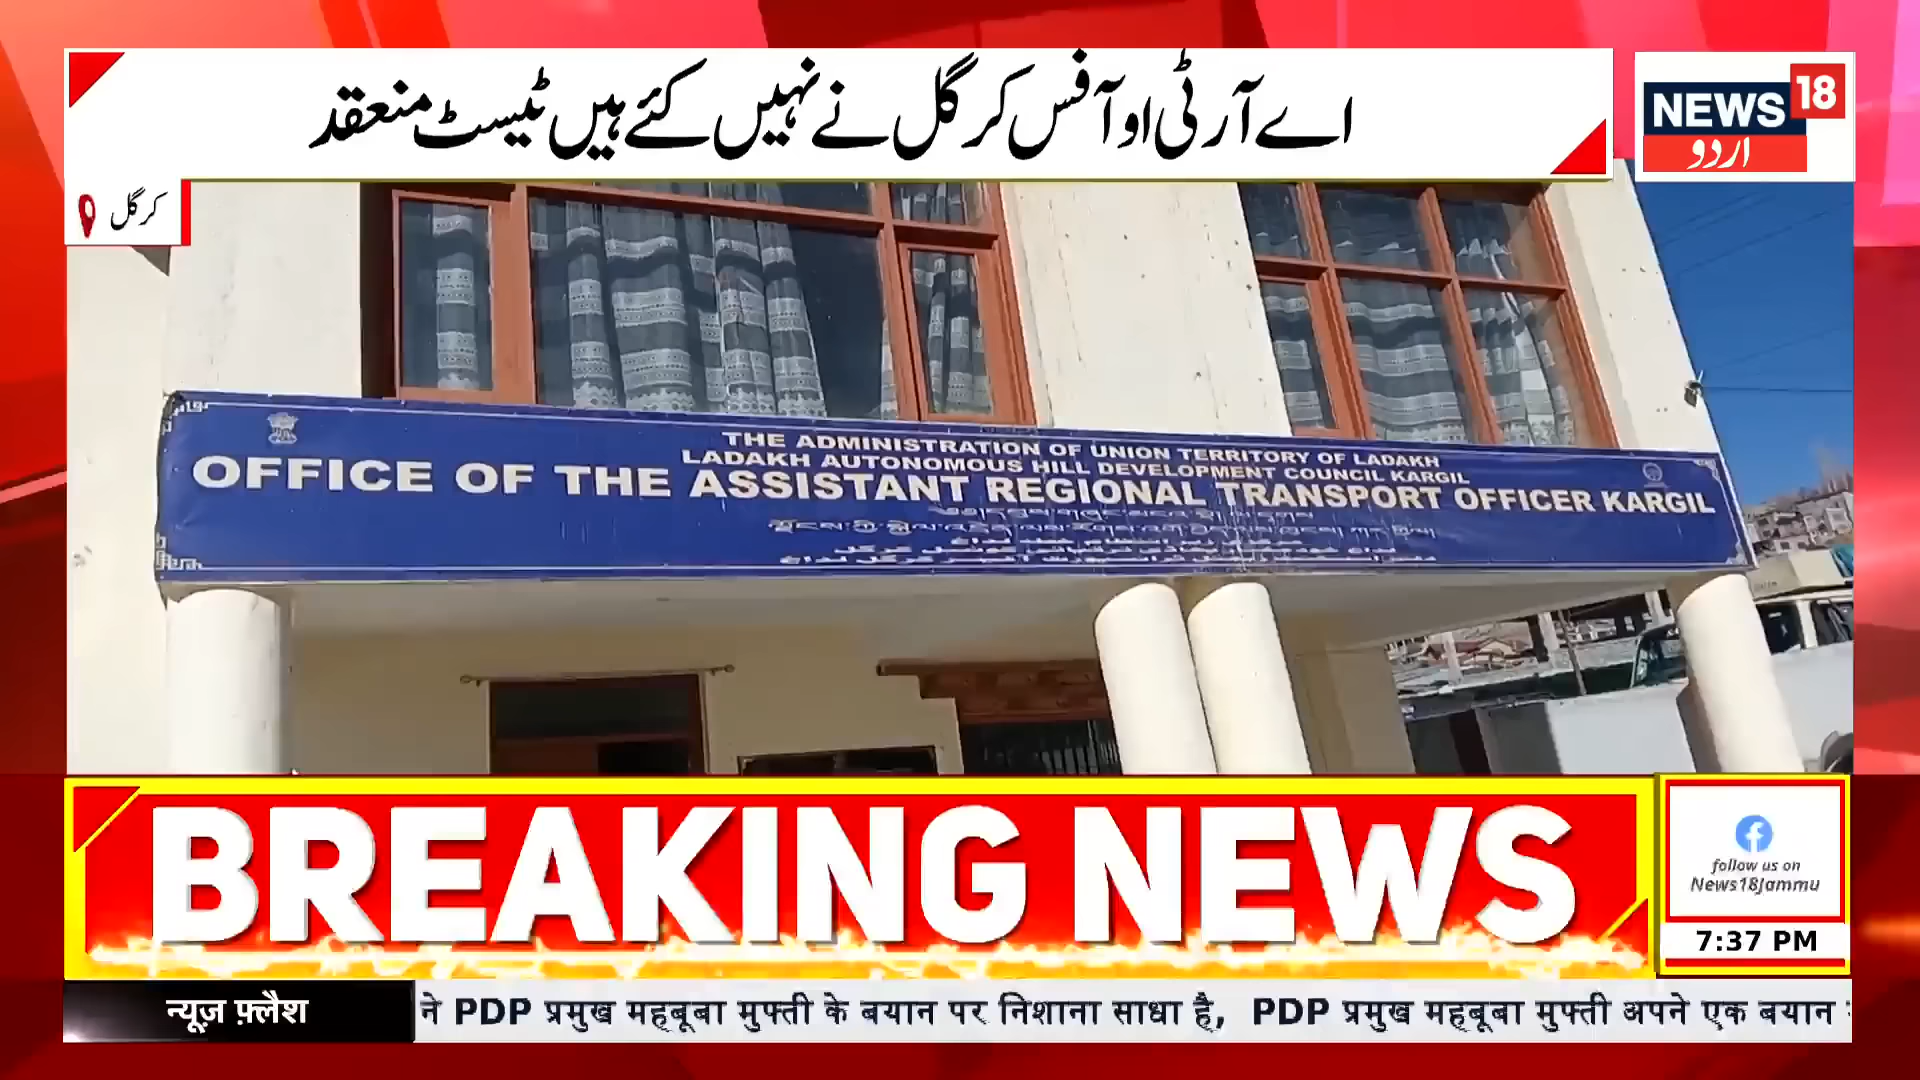 اے آر ٹی او آفس کرگل نے نہیں کئے ہیں ٹیسٹ منعقد
NEWS 18
اردو
کرگل
THE ADMINISTRATION OF UNION TERRITORY OF LADAKH
LADAKH AUTONOMOUS HILL DEVELOPMENT COUNCIL KARGIL
OFFICE OF THE ASSISTANT REGIONAL TRANSPORT OFFICER KARGIL
BREAKING NEWS
follow us on
News18Jammu
7:37 PM
न्यूज़ फ़्लैश
ने PDP प्रमुख महबूबा मुफ्ती के बयान पर निशाना साधा है, PDP प्रमुख महबूबा मुफ्ती अपने एक बयान